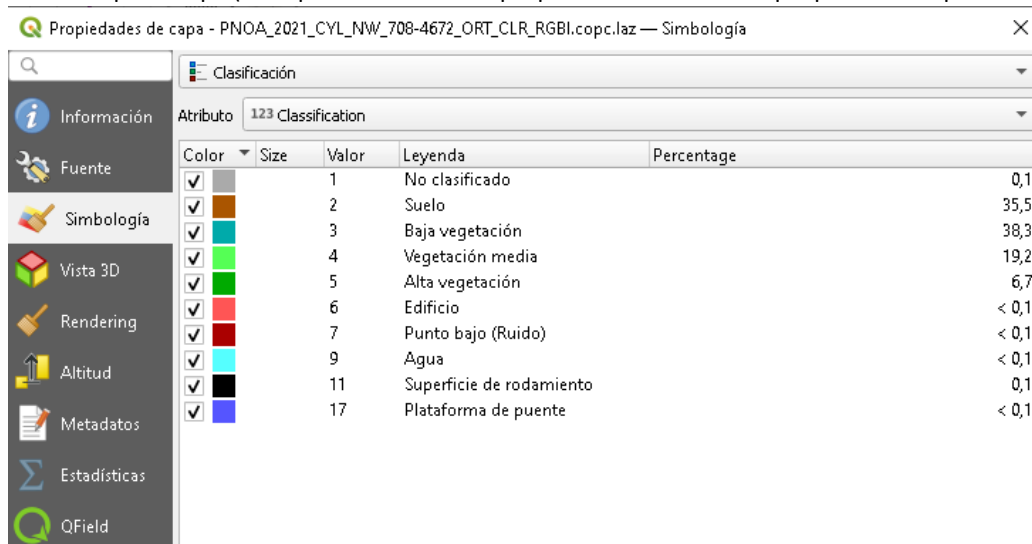 Propiedades de capa - PNOA_2021_CYL_NW_708-4672_ORT_CLR_RGBI.copc.laz — Simbología
Clasificación
Información
Atributo 123 Classification
Color Size Valor Leyenda Percentage
Fuente
Simbología
Vista 3D
Rendering
Altitud
Metadatos
Estadísticas
QField
1 No clasificado 0,1
2 Suelo 35,5
3 Baja vegetación 38,3
4 Vegetación media 19,2
5 Alta vegetación 6,7
6 Edificio < 0,1
7 Punto bajo (Ruido) < 0,1
9 Agua < 0,1
11 Superficie de rodamiento 0,1
17 Plataforma de puente < 0,1